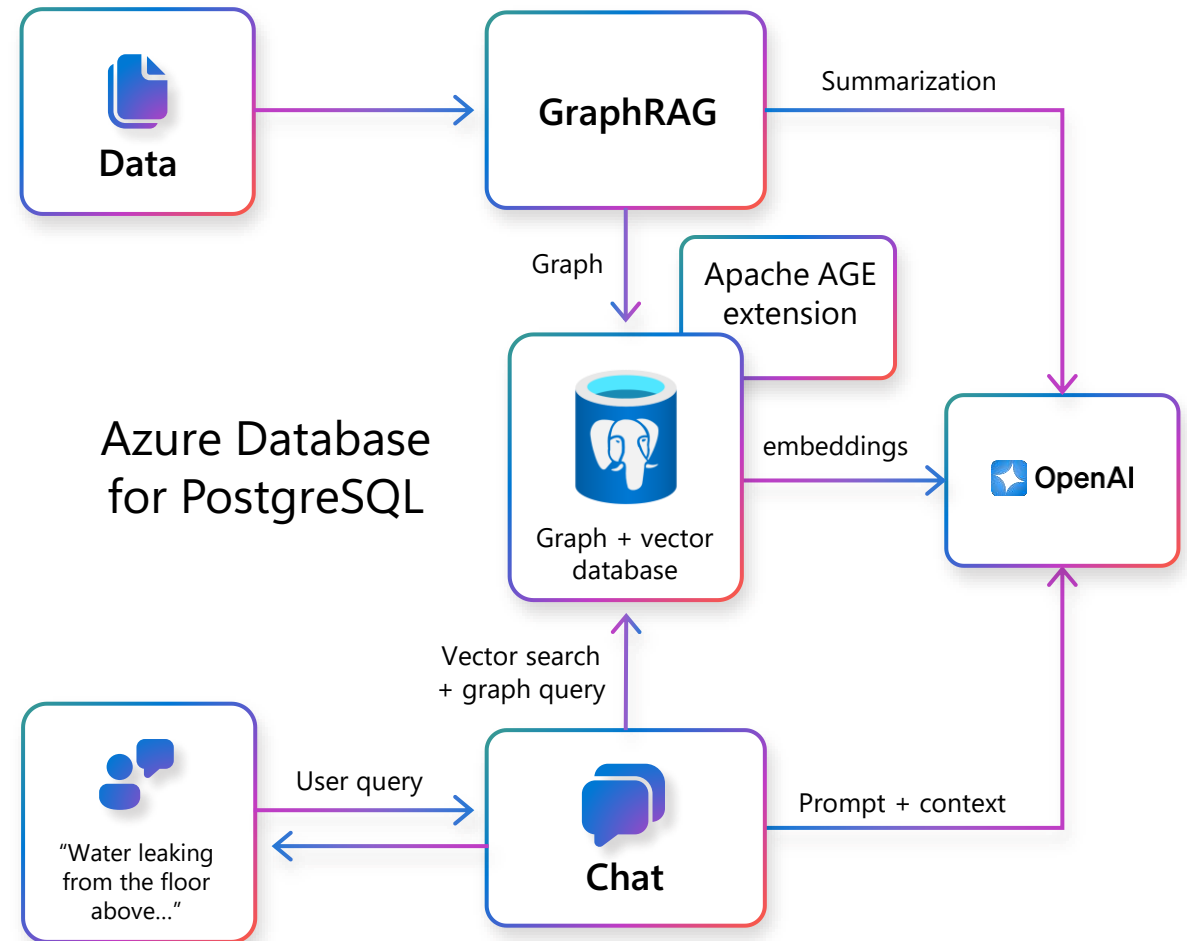 Data
GraphRAG
Summarization
Graph
Apache AGE
extension
Azure Database
for PostgreSQL
Graph + vector
database
embeddings
OpenAI
Vector search
+ graph query
User query
“Water leaking
from the floor
above...”
Chat
Prompt + context